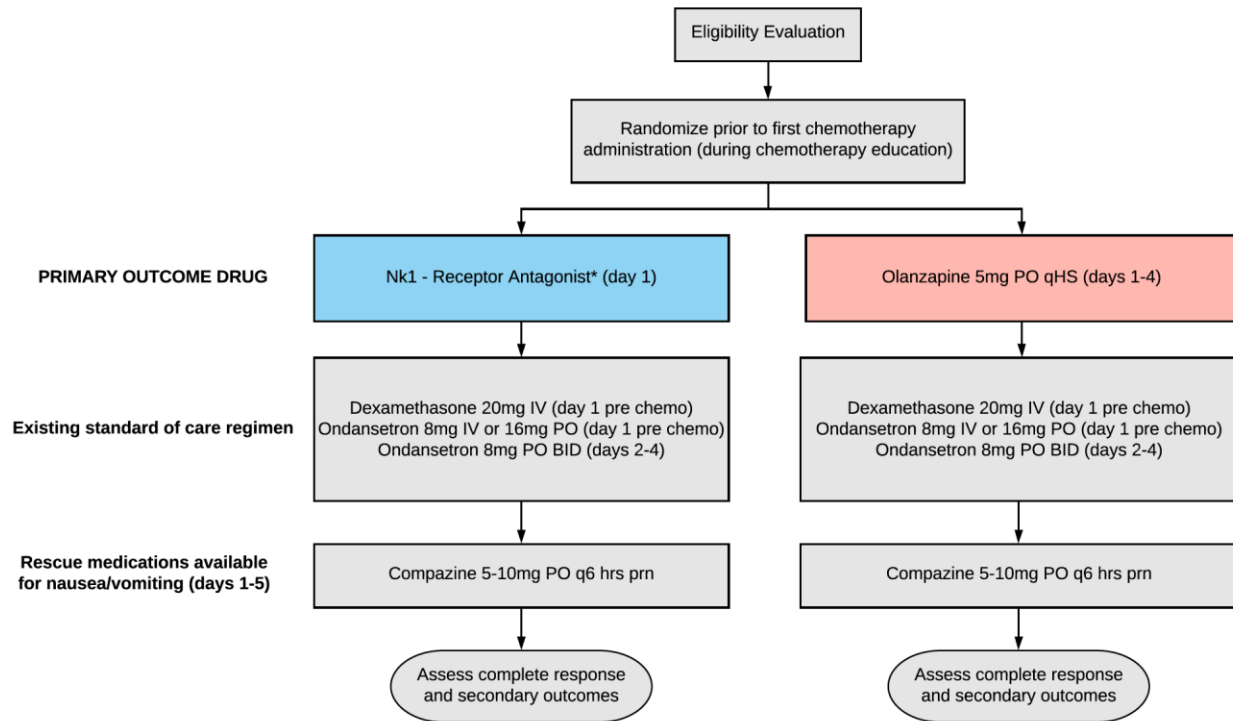 Eligibility Evaluation
Randomize prior to first chemotherapy
administration (during chemotherapy education)
PRIMARY OUTCOME DRUG
Nk1 - Receptor Antagonist* (day 1)
Olanzapine 5mg PO qHS (days 1-4)
Existing standard of care regimen
Dexamethasone 20mg IV (day 1 pre chemo)
Ondansetron 8mg IV or 16mg PO (day 1 pre chemo)
Ondansetron 8mg PO BID (days 2-4)
Dexamethasone 20mg IV (day 1 pre chemo)
Ondansetron 8mg IV or 16mg PO (day 1 pre chemo)
Ondansetron 8mg PO BID (days 2-4)
Rescue medications available
for nausea/vomiting (days 1-5)
Compazine 5-10mg PO q6 hrs prn
Compazine 5-10mg PO q6 hrs prn
Assess complete response
and secondary outcomes
Assess complete response
and secondary outcomes